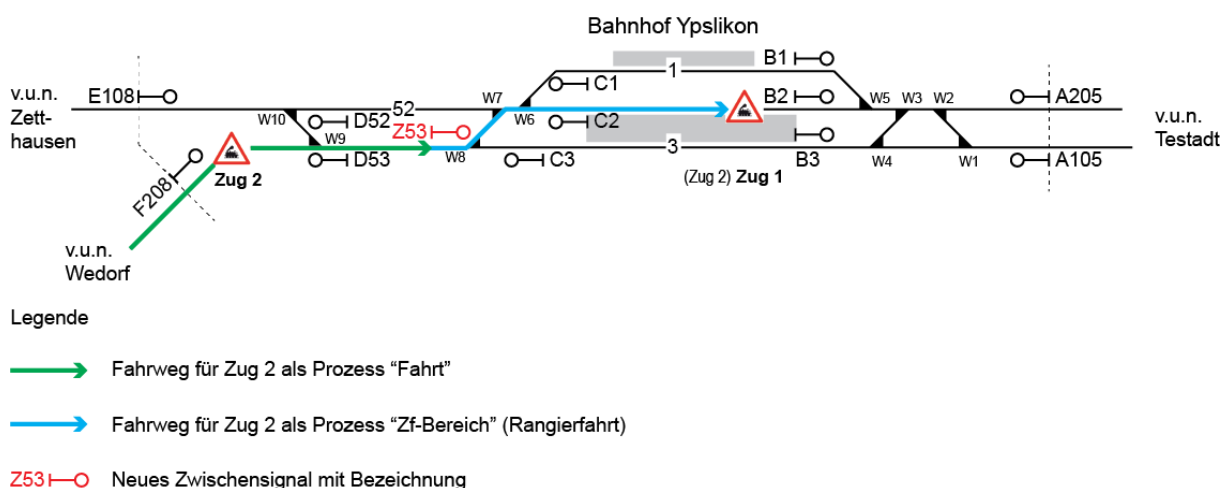 Bahnhof Ypslikon
v.u.n.
Zett-
hausen
E108
52
W7
C1
1
B1
W6
C2
B2
W5
W3
W2
A205
v.u.n.
Testadt
W10
D52
W9
Z53
D53
W8
C3
3
B3
W4
W1
A105
F208
Zug 2
(Zug 2) Zug 1
v.u.n.
Wedorf
Legende
Fahrweg für Zug 2 als Prozess “Fahrt”
Fahrweg für Zug 2 als Prozess “Zf-Bereich” (Rangierfahrt)
Z53 Neues Zwischensignal mit Bezeichnung